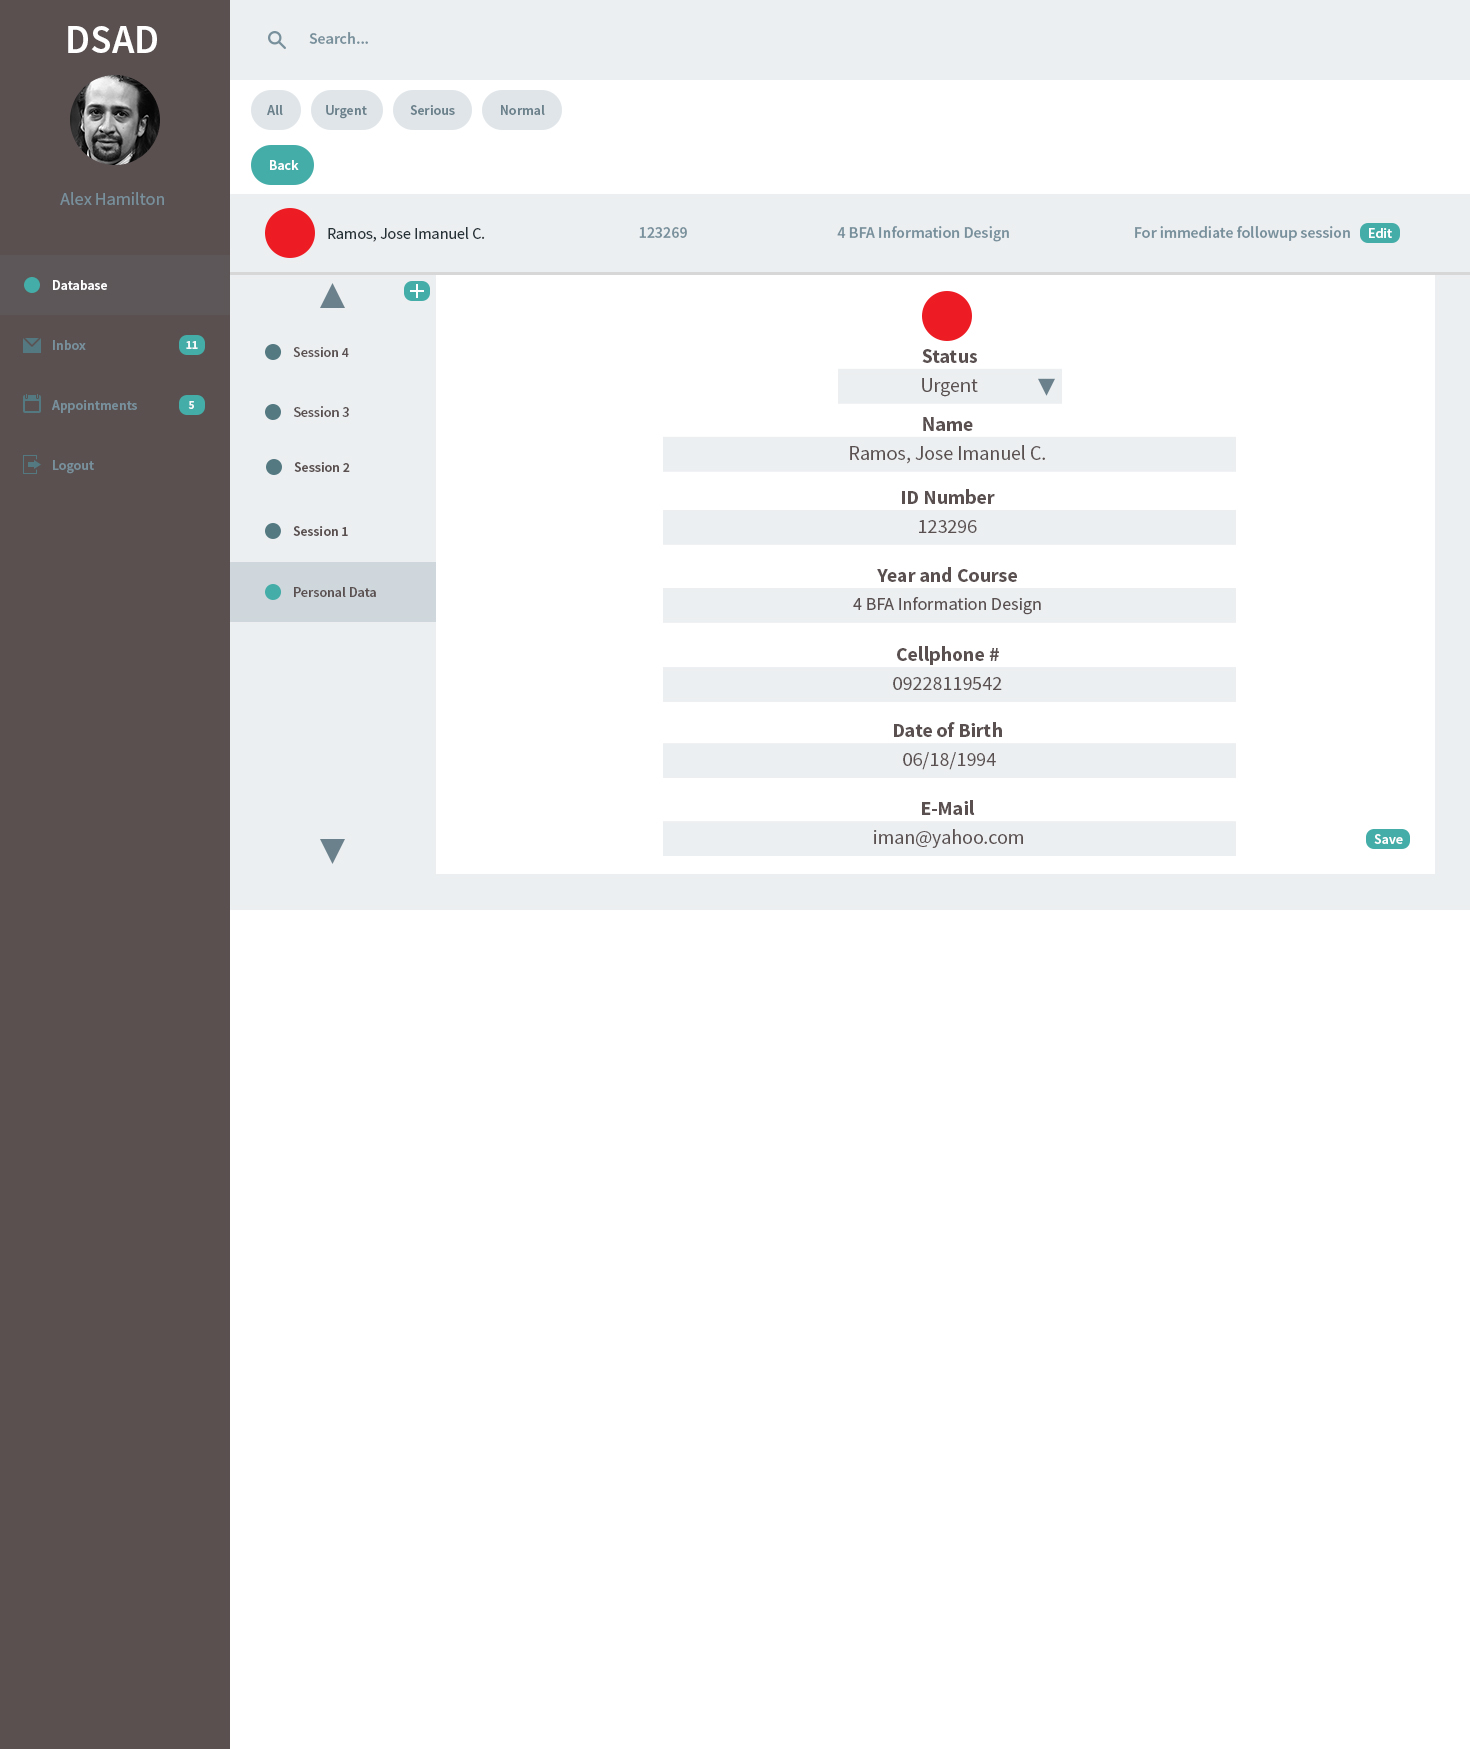 DSAD
Alex Hamilton
Database
Inbox 11
Appointments 5
Logout
Search...
All Urgent Serious Normal
Back
Ramos, Jose Imanuel C. 123269 4 BFA Information Design For immediate followup session Edit
Session 4
Session 3
Session 2
Session 1
Personal Data
Status
Urgent
Name
Ramos, Jose Imanuel C.
ID Number
123296
Year and Course
4 BFA Information Design
Cellphone #
09228119542
Date of Birth
06/18/1994
E-Mail
iman@yahoo.com
Save